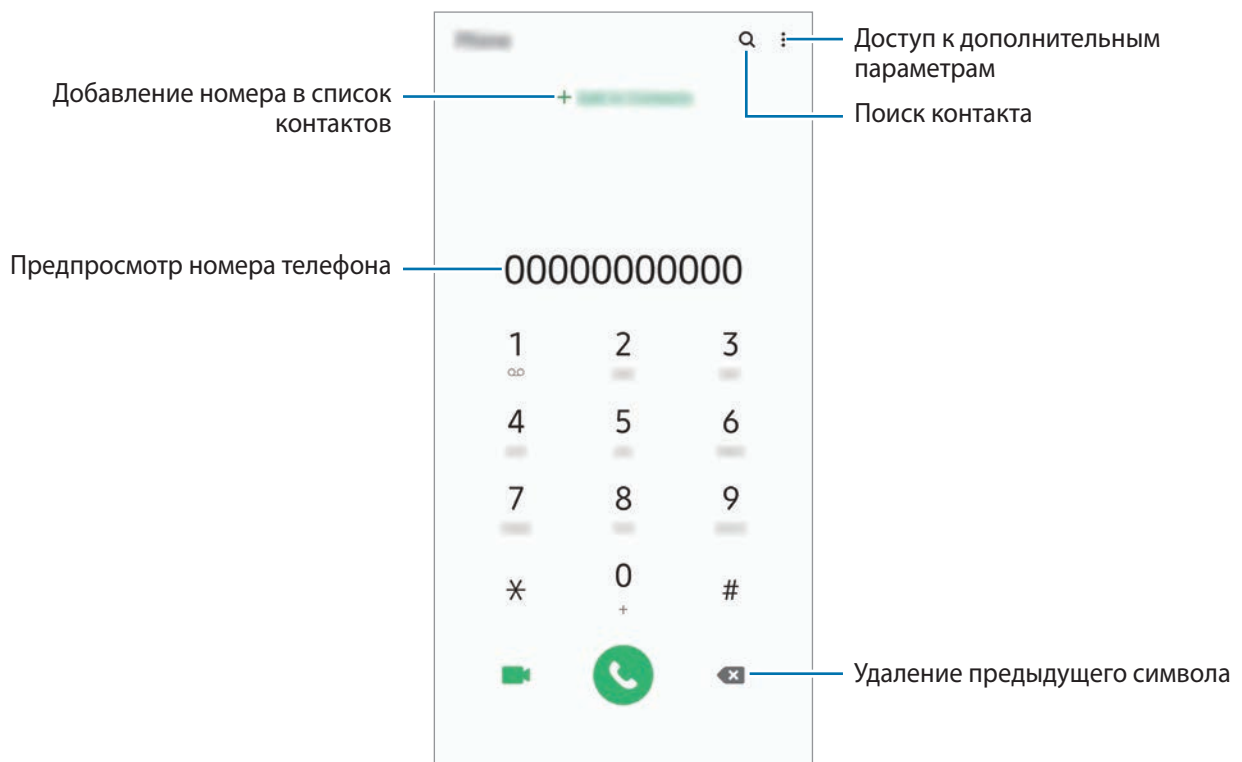 Доступ к дополнительным
параметрам
Добавление номера в список
контактов
Поиск контакта
Предпросмотр номера телефона
00000000000
1 2 3
4 5 6
7 8 9
* 0 #
+
Удаление предыдущего символа